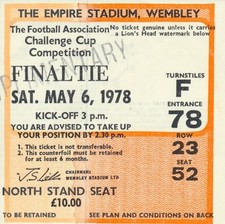 THE EMPIRE STADIUM, WEMBLEY
The Football Association
Challenge Cup
Competition
No ticket genuine unless it carries
a Lion's Head watermark below
FINAL TIE
SAT. MAY 6, 1978
KICK-OFF 3 p.m.
YOU ARE ADVISED TO TAKE UP
YOUR POSITION BY 2.30 p.m.
1. This ticket is not transferable.
2. This counterfoil must be retained
for at least 6 months.
CHAIRMAN:
WEMBLEY STADIUM LTD
NORTH STAND SEAT
£10.00
TO BE RETAINED
TURNSTILES
F
ENTRANCE
78
ROW
23
SEAT
52
SEE PLAN AND CONDITIONS ON BACK